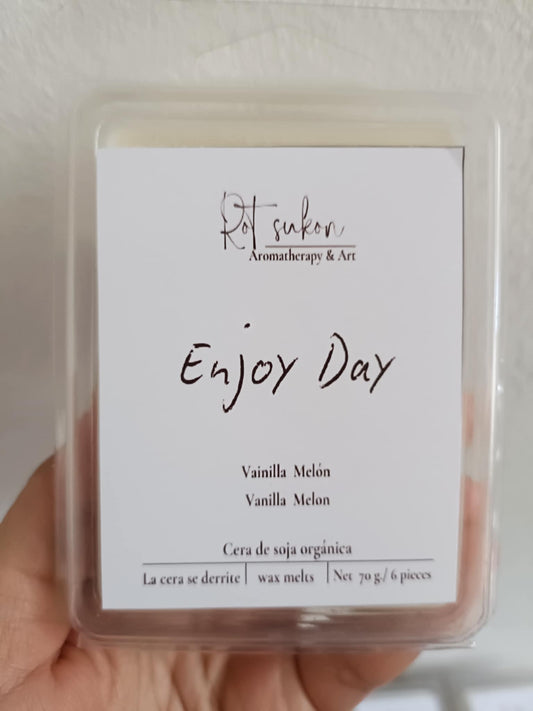 Rot sukon
Aromatherapy & Art
Enjoy Day
Vainilla Melón
Vanilla Melon
Cera de soja orgánica
La cera se derrite | wax melts | Net 70 g./ 6 pieces